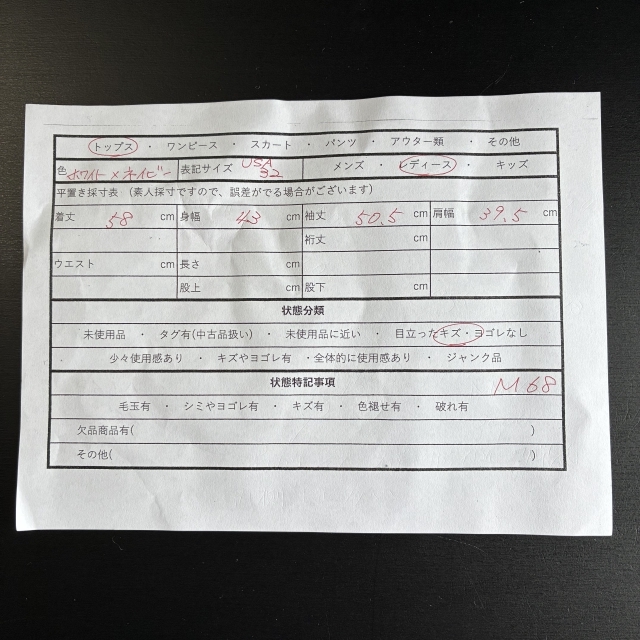 トップス ・ ワンピース ・ スカート ・ パンツ ・ アウター類 ・ その他
色 ホワイト×ネイビー 表記サイズ USA 32 メンズ ・ レディース ・ キッズ
平置き採寸表 （素人採寸ですので、誤差がでる場合がございます）
着丈 58 cm 身幅 43 cm 袖丈 50.5 cm 肩幅 39.5 cm
裄丈 cm
ウエスト cm 長さ cm
股上 cm 股下 cm
状態分類
未使用品 ・ タグ有(中古品扱い) ・ 未使用品に近い ・ 目立ったキズ・ヨゴレなし
少々使用感あり ・ キズやヨゴレ有 ・全体的に使用感あり ・ ジャンク品
状態特記事項 M68
毛玉有 ・ シミやヨゴレ有 ・ キズ有 ・ 色褪せ有 ・ 破れ有
欠品商品有( )
その他( )